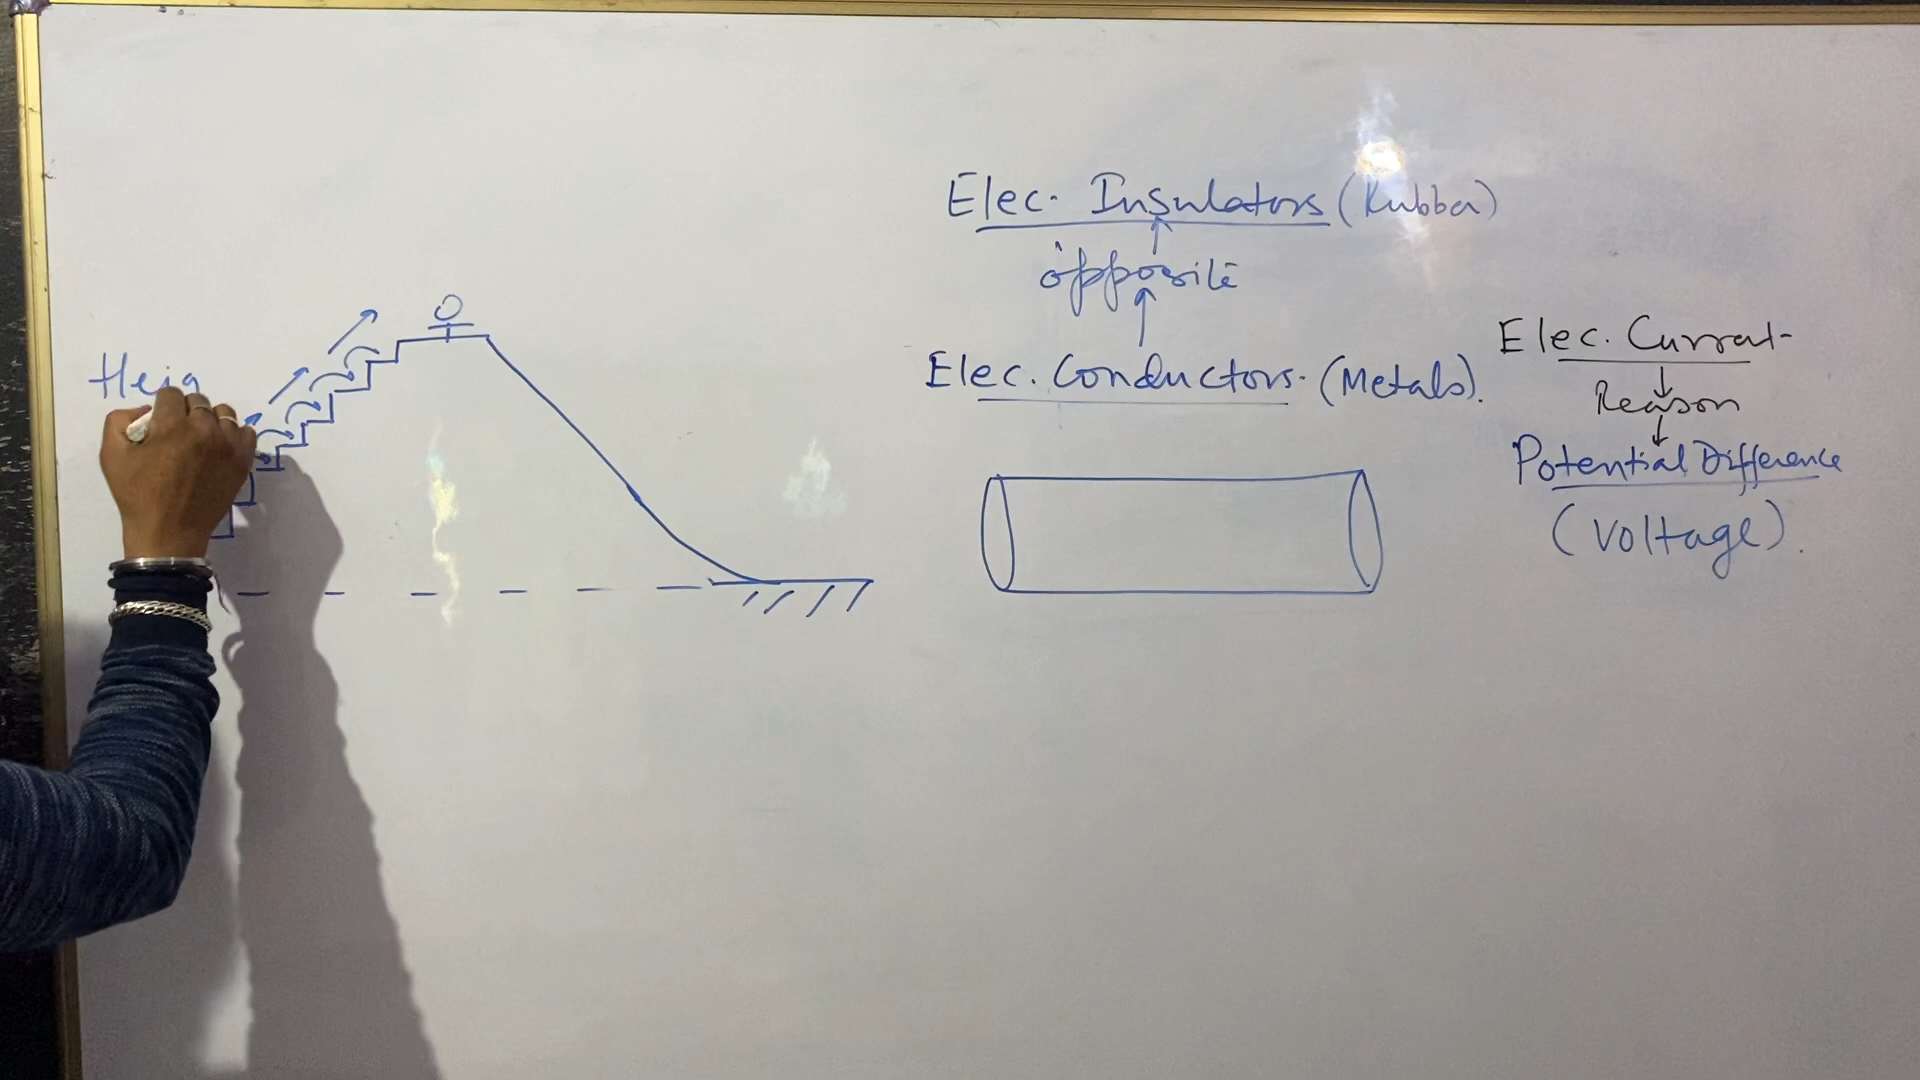 Elec. Insulators (Rubber)
opposite
Elec. Conductors. (Metals).
Heig
Elec. Current
Reason
Potential Difference
(Voltage).